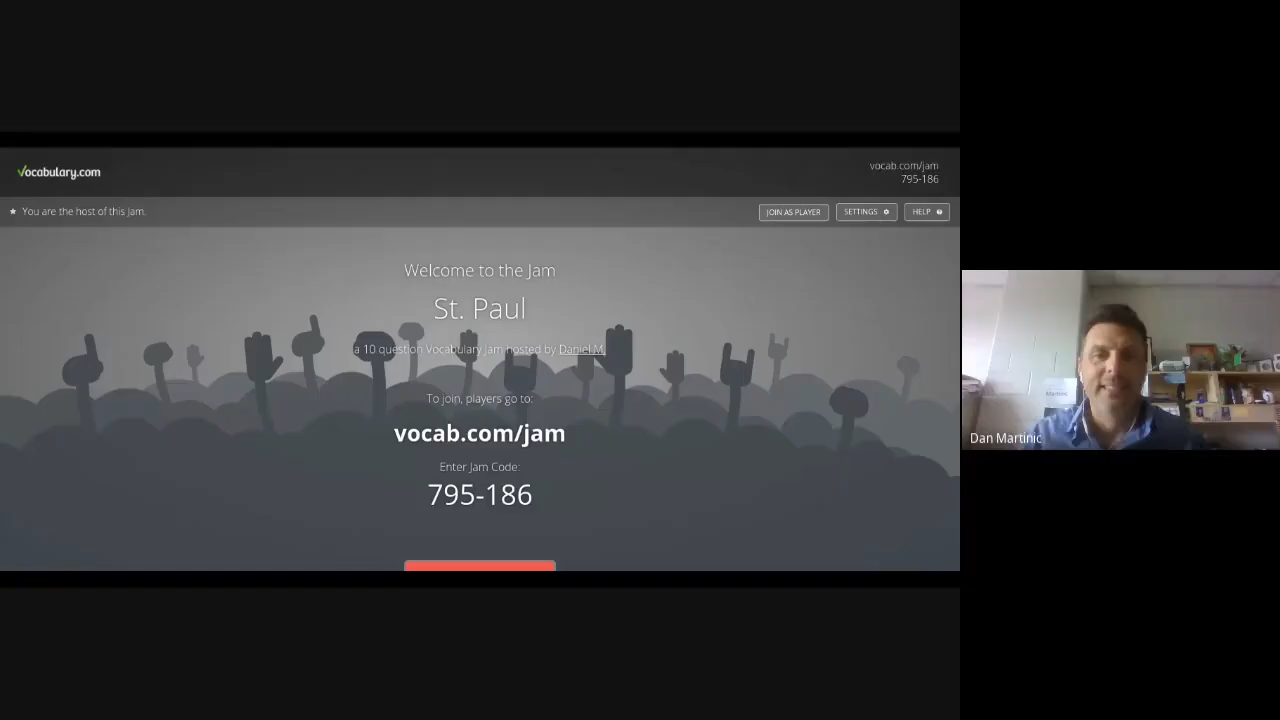 vocabulary.com
vocab.com/jam
795-186
You are the host of this Jam.
JOIN AS PLAYER
SETTINGS
HELP
Welcome to the Jam
St. Paul
a 10 question Vocabulary Jam hosted by Daniel M.
To join, players go to:
vocab.com/jam
Enter Jam Code:
795-186
Dan Martinic